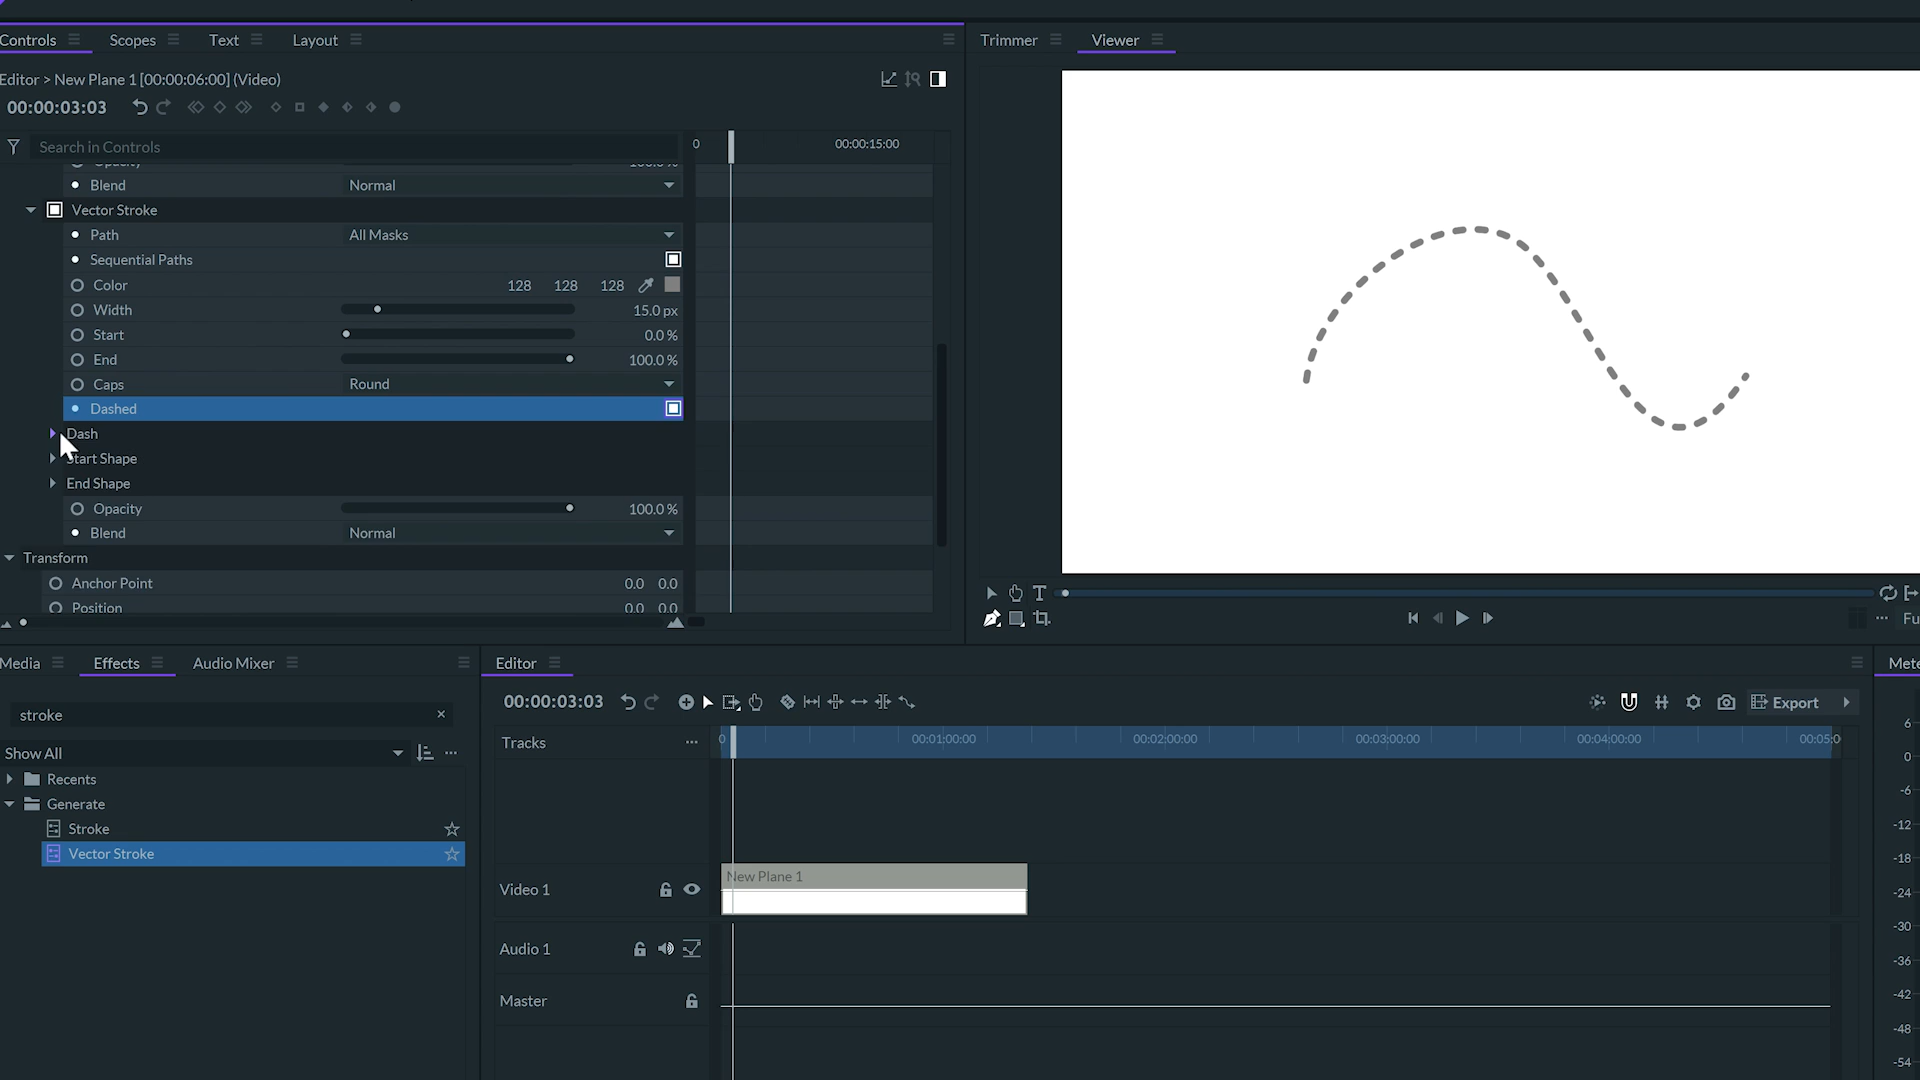 Controls Scopes Text Layout
Editor > New Plane 1 [00:00:06:00] (Video)
00:00:03:03
Search in Controls
0 00:00:15:00
Opacity 100.0 %
Blend Normal
Vector Stroke
Path All Masks
Sequential Paths
Color 128 128 128
Width 15.0 px
Start 0.0 %
End 100.0 %
Caps Round
Dashed
Dash
Start Shape
End Shape
Opacity 100.0 %
Blend Normal
Transform
Anchor Point 0.0 0.0
Position 0.0 0.0
Trimmer Viewer
Fu
Media Effects Audio Mixer
stroke
Show All
Recents
Generate
Stroke
Vector Stroke
Editor
00:00:03:03
Export
Tracks
0 00:01:00:00 00:02:00:00 00:03:00:00 00:04:00:00 00:05:0
New Plane 1
Video 1
Audio 1
Master
Mete
6
0
-6
-12
-18
-24
-30
-36
-42
-48
-54